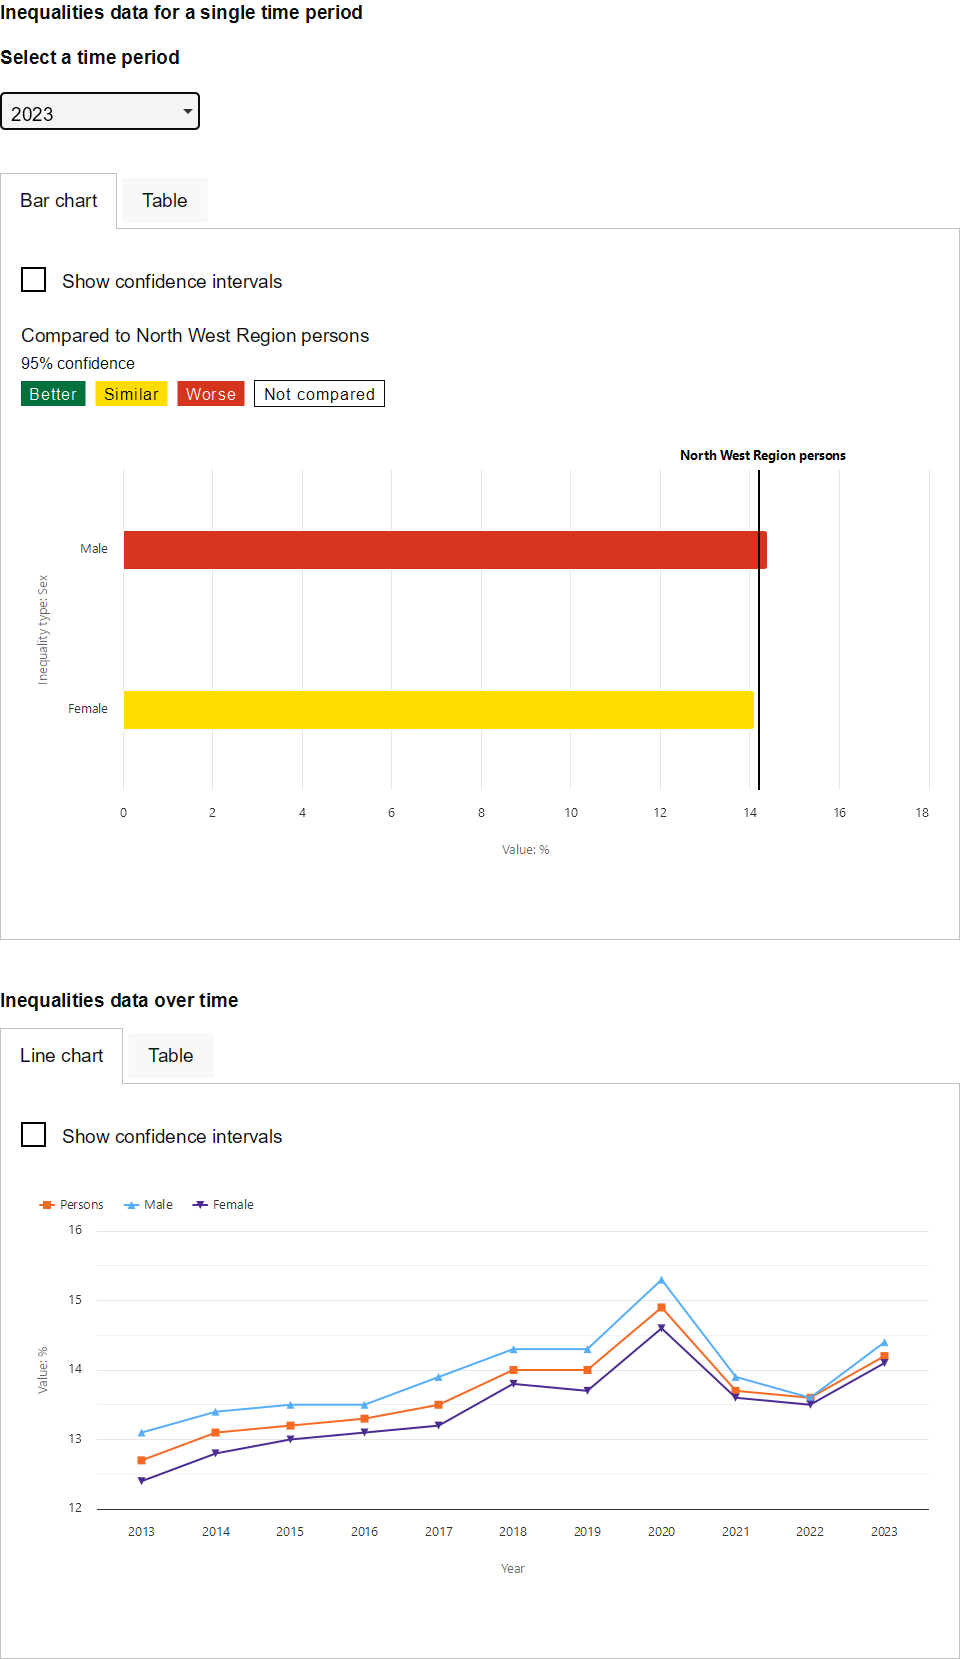 Inequalities data for a single time period
Select a time period
2023
Bar chart
Table
Show confidence intervals
Compared to North West Region persons
95% confidence
Better Similar Worse Not compared
North West Region persons
Male
Inequality type: Sex
Female
0 2 4 6 8 10 12 14 16 18
Value: %
Inequalities data over time
Line chart
Table
Show confidence intervals
Persons Male Female
16
15
14
Value: %
13
12
2013 2014 2015 2016 2017 2018 2019 2020 2021 2022 2023
Year